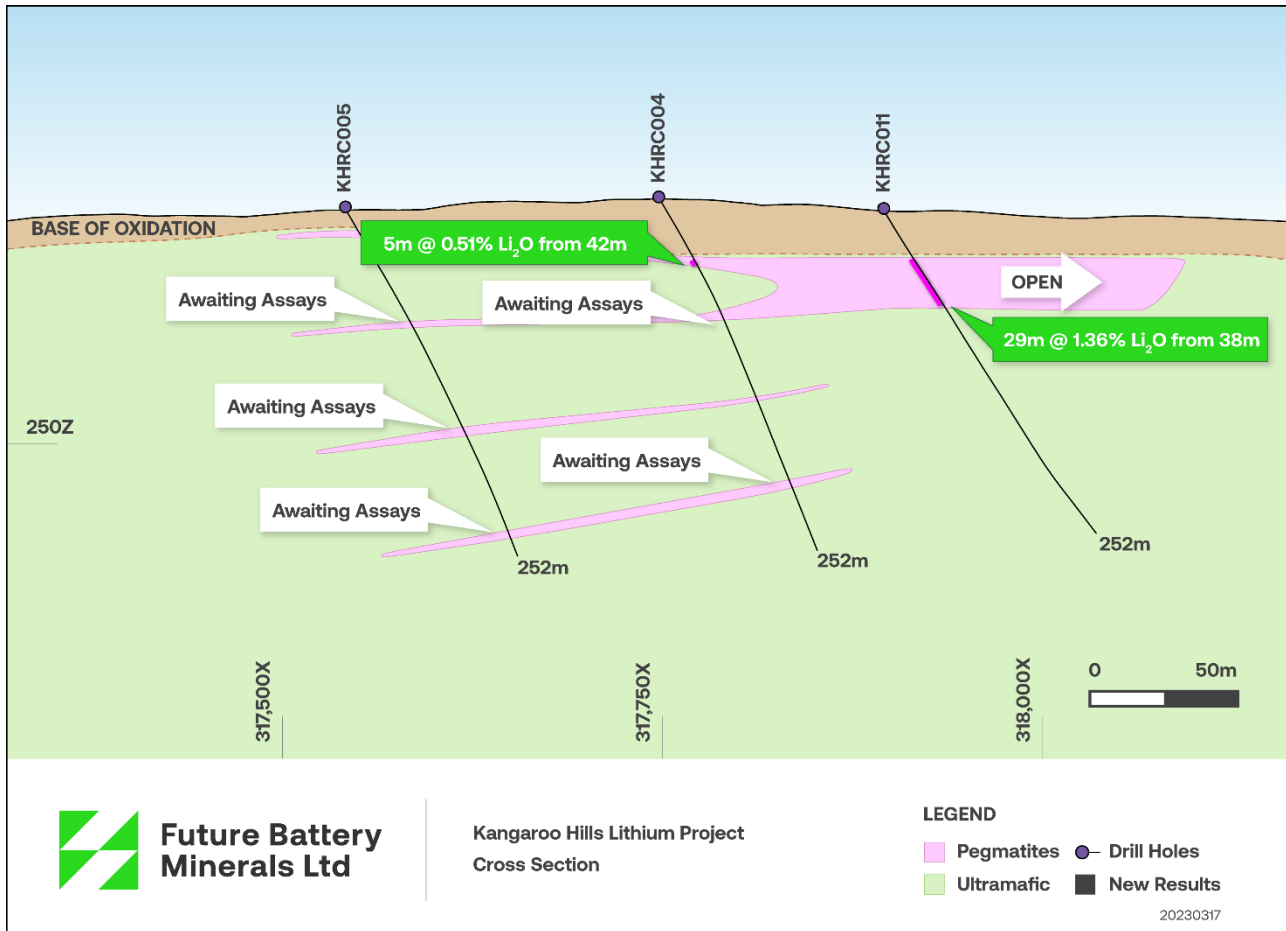 KHRC005
KHRC004
KHRC011
BASE OF OXIDATION
5m @ 0.51% Li₂O from 42m
Awaiting Assays
Awaiting Assays
OPEN
29m @ 1.36% Li₂O from 38m
Awaiting Assays
250Z
Awaiting Assays
Awaiting Assays
252m
252m
252m
317,500X
317,750X
318,000X
0 50m
Future Battery
Minerals Ltd
Kangaroo Hills Lithium Project
Cross Section
LEGEND
Pegmatites
Drill Holes
Ultramafic
New Results
20230317